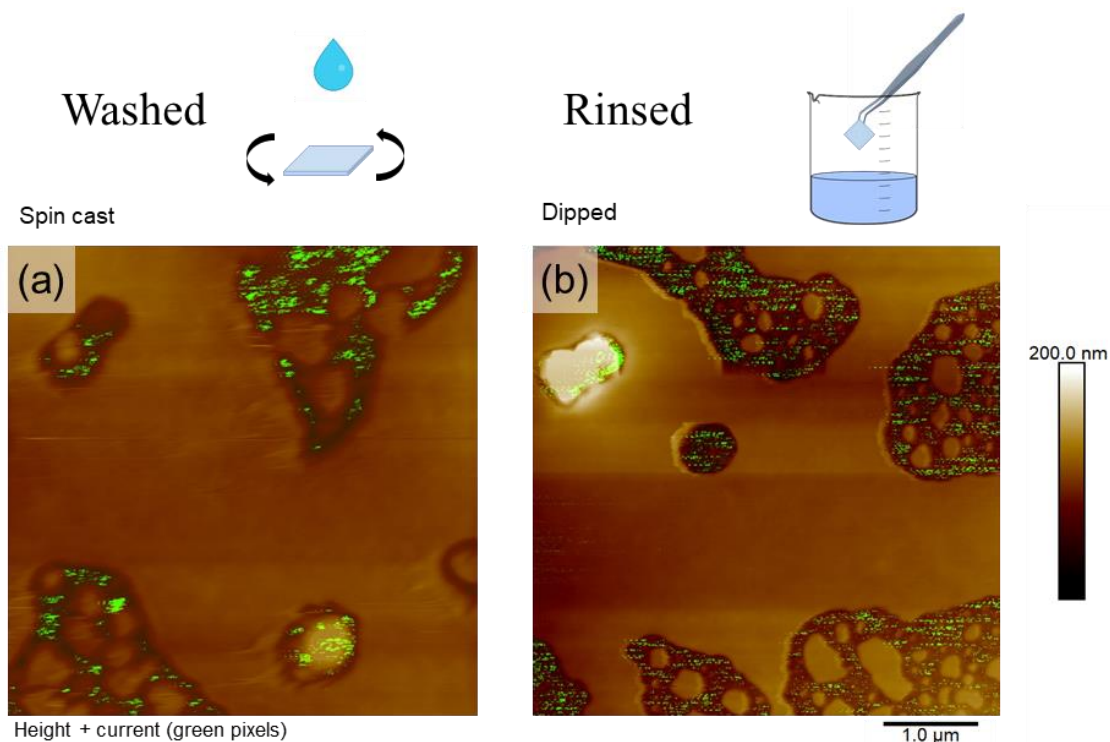 Washed
Rinsed
Spin cast
Dipped
(a)
(b)
200.0 nm
Height + current (green pixels)
1.0 μm